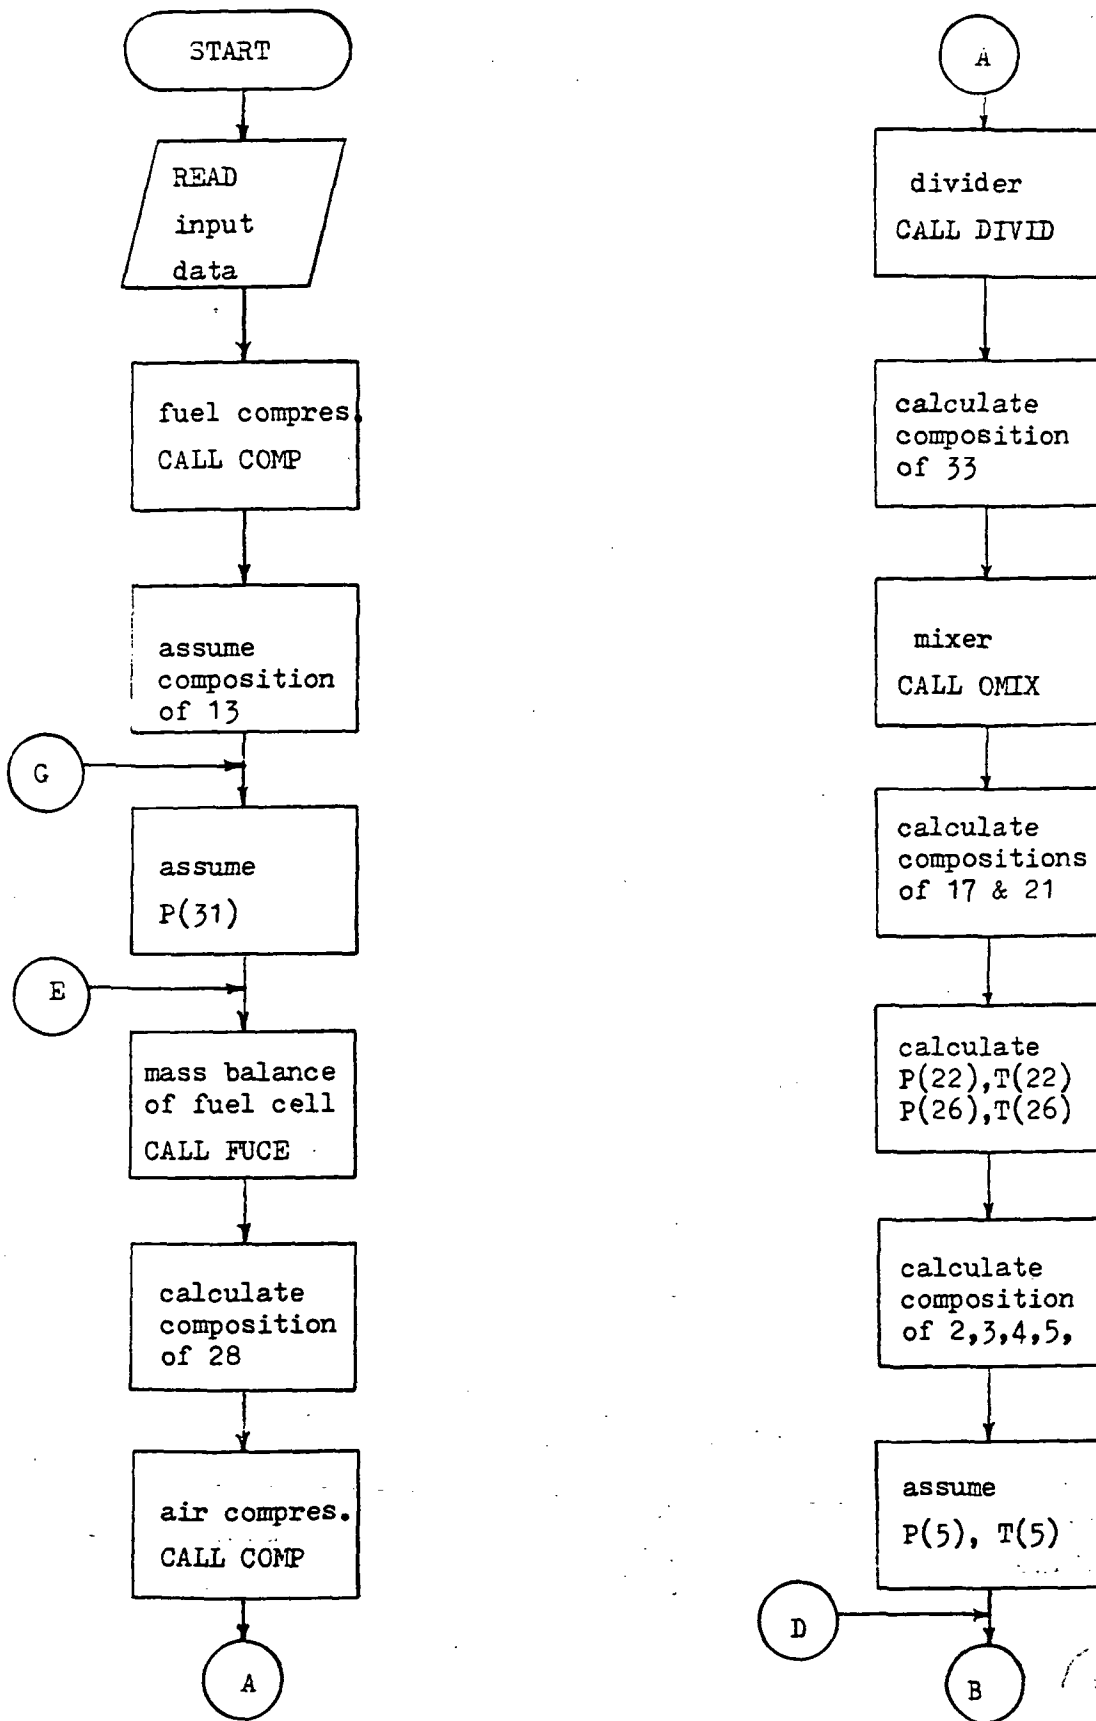 START
READ
input
data
fuel compres.
CALL COMP
assume
composition
of 13
G
assume
P(31)
E
mass balance
of fuel cell
CALL FUCE
calculate
composition
of 28
air compres.
CALL COMP
A
A
divider
CALL DIVID
calculate
composition
of 33
mixer
CALL OMIX
calculate
compositions
of 17 & 21
calculate
P(22),T(22)
P(26),T(26)
calculate
composition
of 2,3,4,5,
assume
P(5), T(5)
D
B